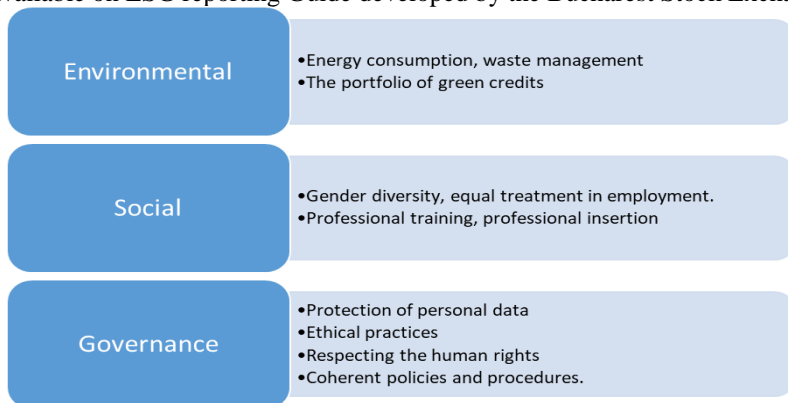 ESG reporting Guide developed by the Bucharest Stock
Environmental
•Energy consumption, waste management
•The portfolio of green credits
Social
•Gender diversity, equal treatment in employment.
•Professional training, professional insertion
Governance
•Protection of personal data
•Ethical practices
•Respecting the human rights
•Coherent policies and procedures.